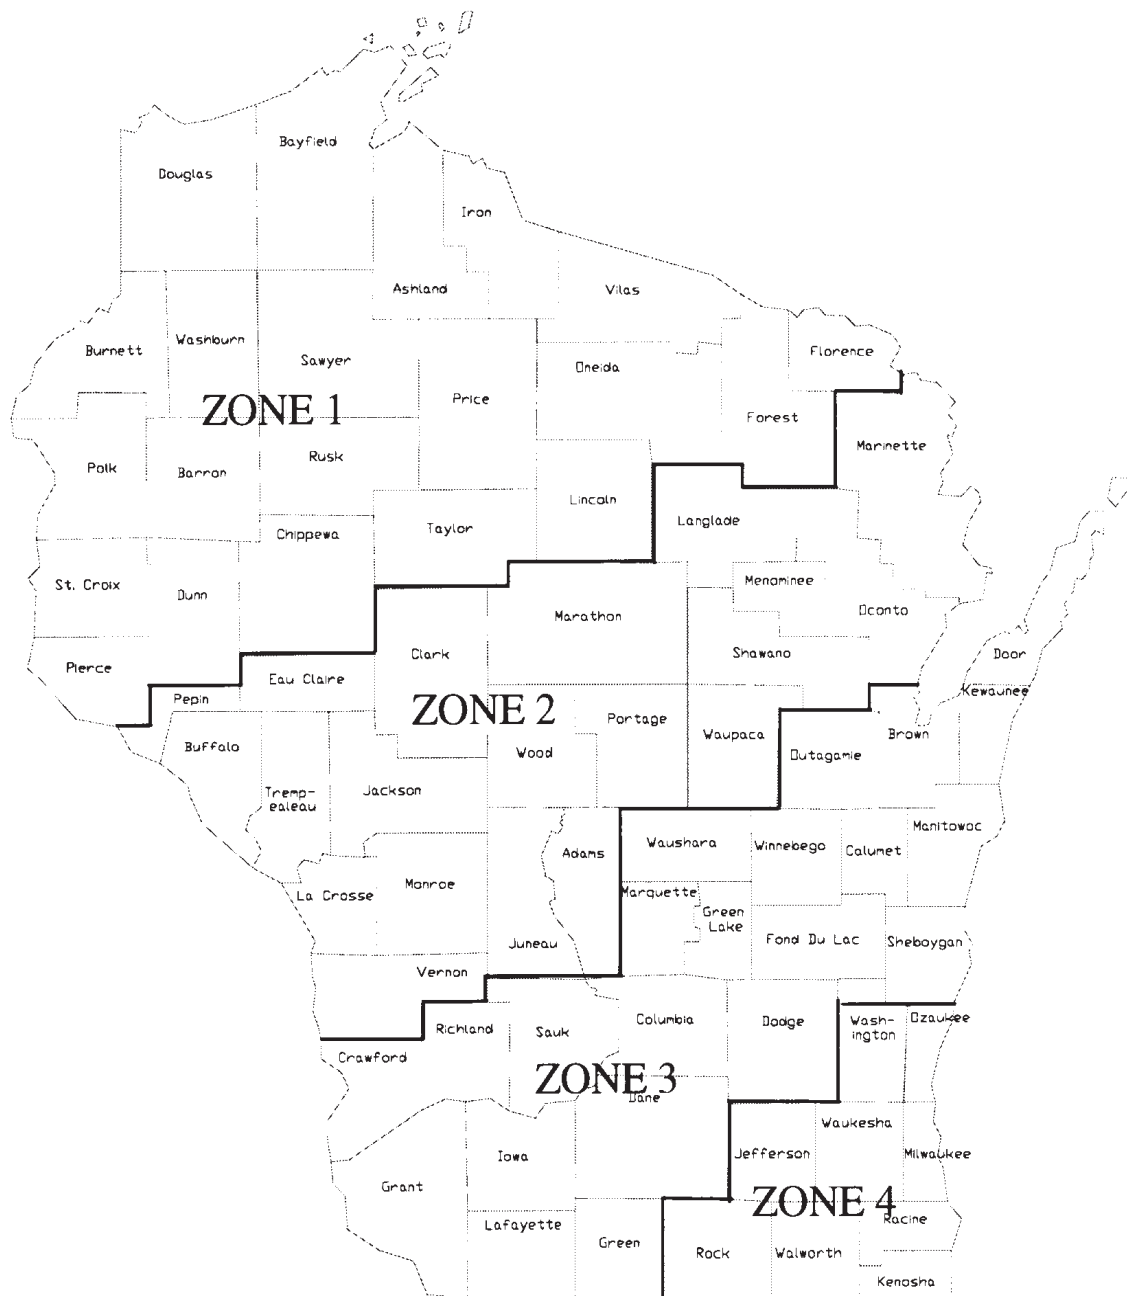 Bayfield
Douglas
Iron
Ashland
Vilas
Washburn
Burnett
Sawyer
Florence
Oneida
Price
ZONE 1
Forest
Marinette
Rusk
Polk
Barron
Lincoln
Langlade
Taylor
Chippewa
St. Croix
Dunn
Menominee
Oconto
Marathon
Clark
Shawano
Door
Pierce
Eau Claire
Pepin
Kewaunee
ZONE 2
Portage
Waupaca
Brown
Buffalo
Wood
Outagamie
Tremp-
ealeau
Jackson
Manitowoc
Waushara
Winnebego
Calumet
Adams
Monroe
La Crosse
Marquette
Green
Lake
Fond Du Lac
Sheboygan
Juneau
Vernon
Richland
Sauk
Columbia
Dodge
Wash-
ington
Ozaukee
Crawford
ZONE 3
Dane
Waukesha
Iowa
Jefferson
Milwaukee
Grant
ZONE 4
Lafayette
Racine
Green
Rock
Walworth
Kenosha